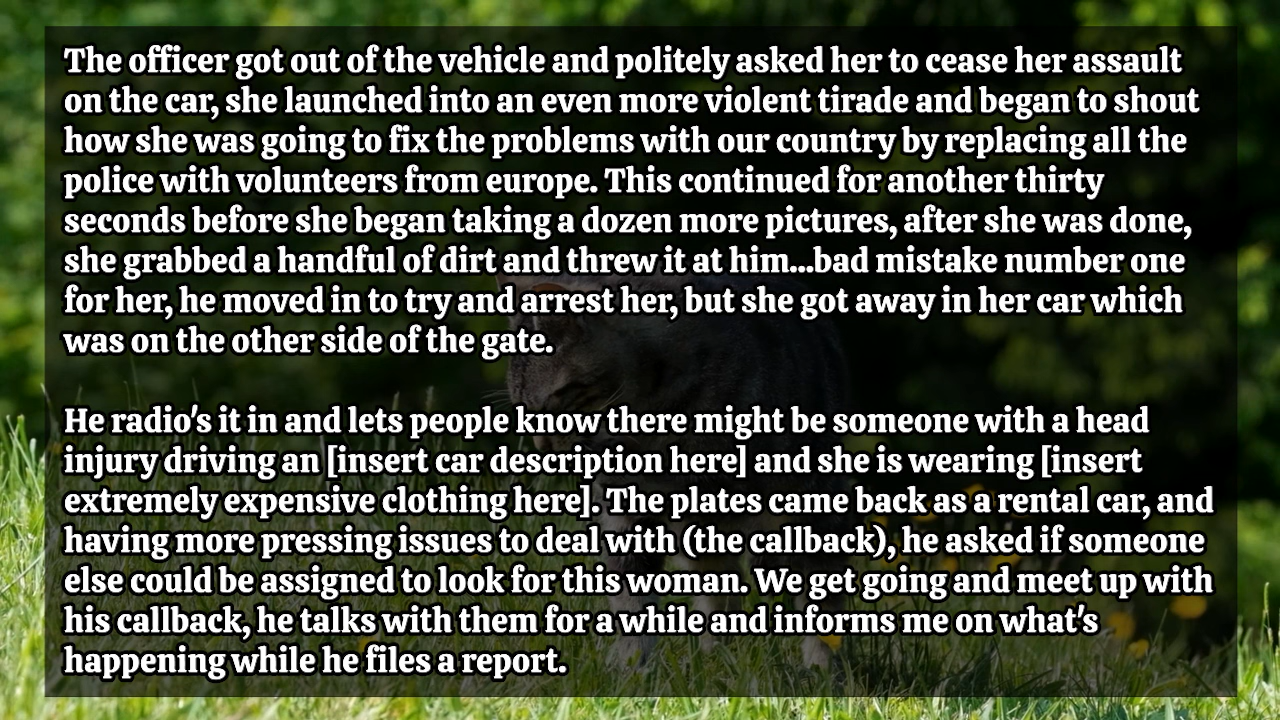 The officer got out of the vehicle and politely asked her to cease her assault
on the car, she launched into an even more violent tirade and began to shout
how she was going to fix the problems with our country by replacing all the
police with volunteers from europe. This continued for another thirty
seconds before she began taking a dozen more pictures, after she was done,
she grabbed a handful of dirt and threw it at him...bad mistake number one
for her, he moved in to try and arrest her, but she got away in her car which
was on the other side of the gate.

He radio's it in and lets people know there might be someone with a head
injury driving an [insert car description here] and she is wearing [insert
extremely expensive clothing here]. The plates came back as a rental car, and
having more pressing issues to deal with (the callback), he asked if someone
else could be assigned to look for this woman. We get going and meet up with
his callback, he talks with them for a while and informs me on what's
happening while he files a report.